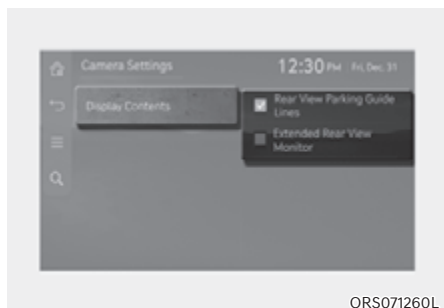 Camera Settings
12:30 PM Fri, Dec. 31
Display Contents
Rear View Parking Guide
Lines
Extended Rear View
Monitor
ORS071260L